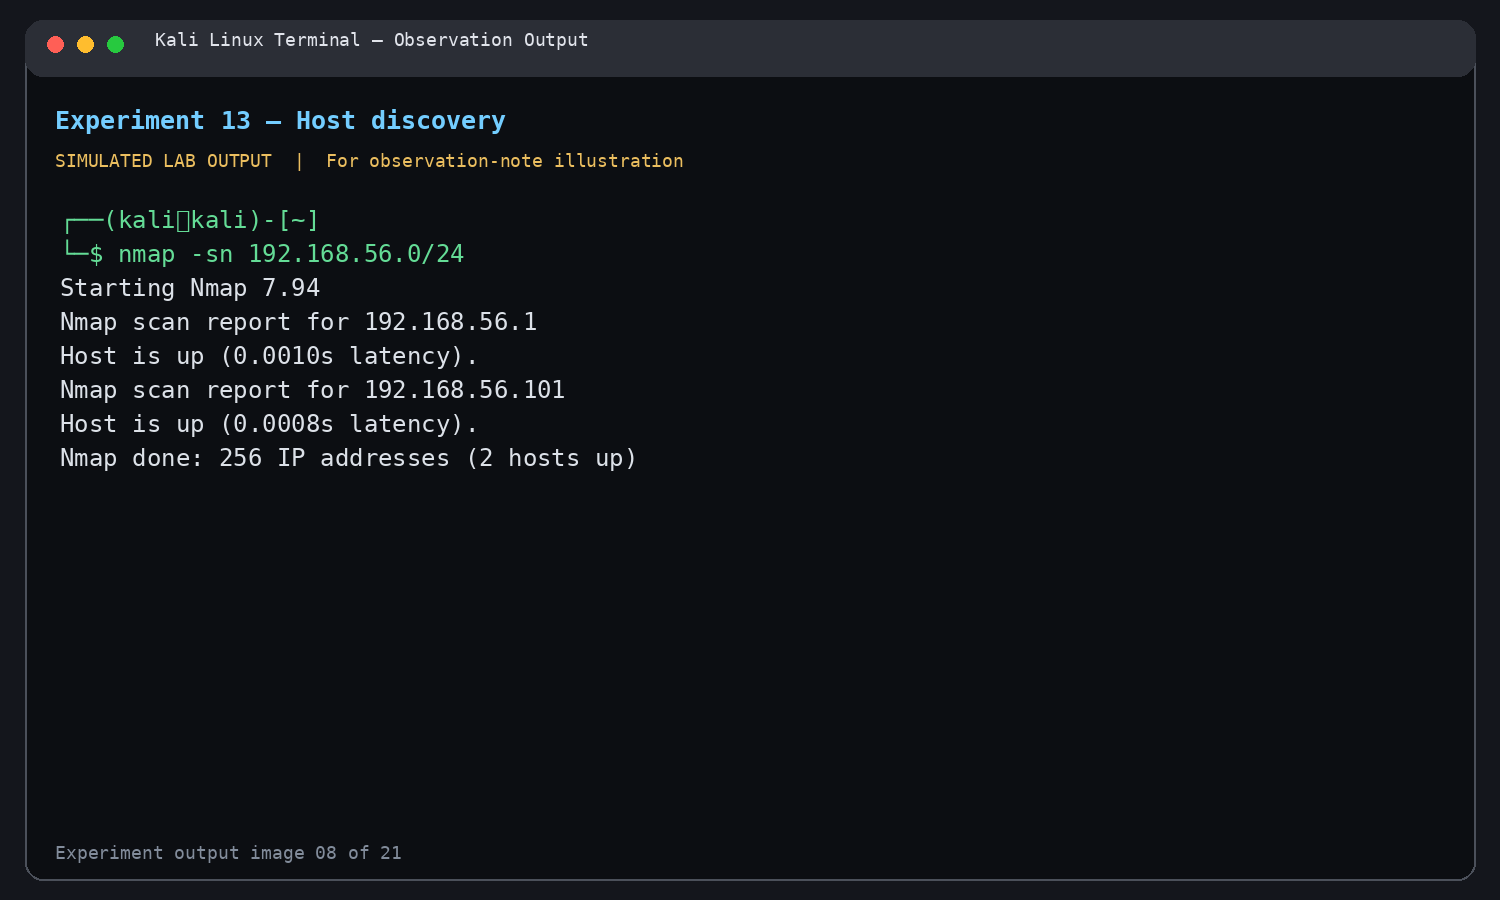 Kali Linux Terminal — Observation Output
Experiment 13 — Host discovery
SIMULATED LAB OUTPUT | For observation-note illustration
┌──(kali▯kali)-[~]
└─$ nmap -sn 192.168.56.0/24
Starting Nmap 7.94
Nmap scan report for 192.168.56.1
Host is up (0.0010s latency).
Nmap scan report for 192.168.56.101
Host is up (0.0008s latency).
Nmap done: 256 IP addresses (2 hosts up)
Experiment output image 08 of 21